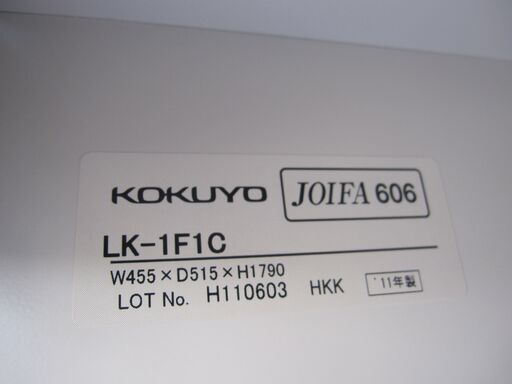 KOKUYO JOIFA 606
LK-1F1C
W455×D515×H1790
LOT No. H110603 HKK '11年製